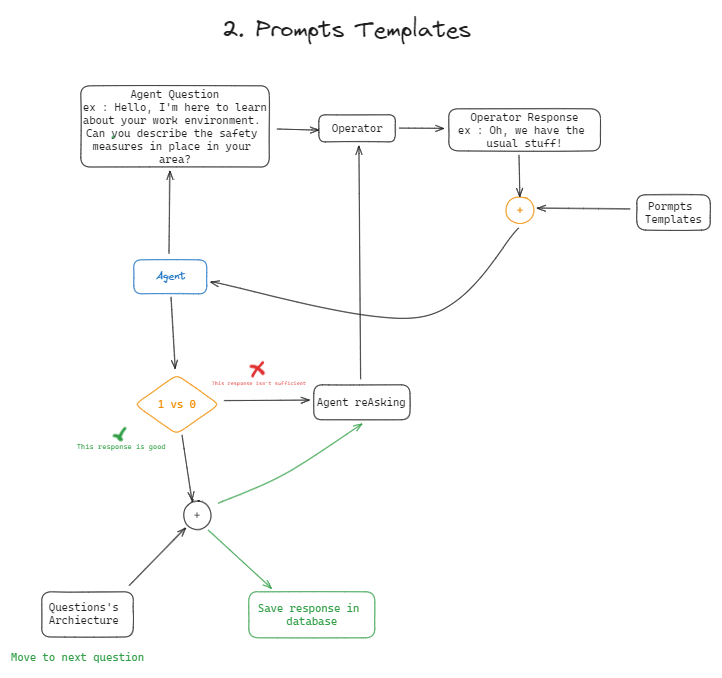 2. Prompts Templates
Agent Question
ex : Hello, I'm here to learn
about your work environment.
Can you describe the safety
measures in place in your
area?
Operator
Operator Response
ex : Oh, we have the
usual stuff!
+
Pormpts
Templates
Agent
This response isn't sufficient
1 vs 0
Agent reAsking
This response is good
+
Questions's
Archiecture
Save response in
database
Move to next question